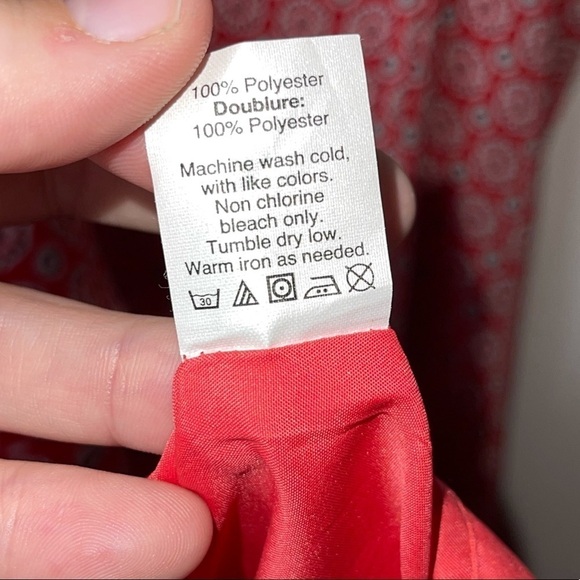 100% Polyester
Doublure:
100% Polyester
Machine wash cold,
with like colors.
Non chlorine
bleach only.
Tumble dry low.
Warm iron as needed.
30